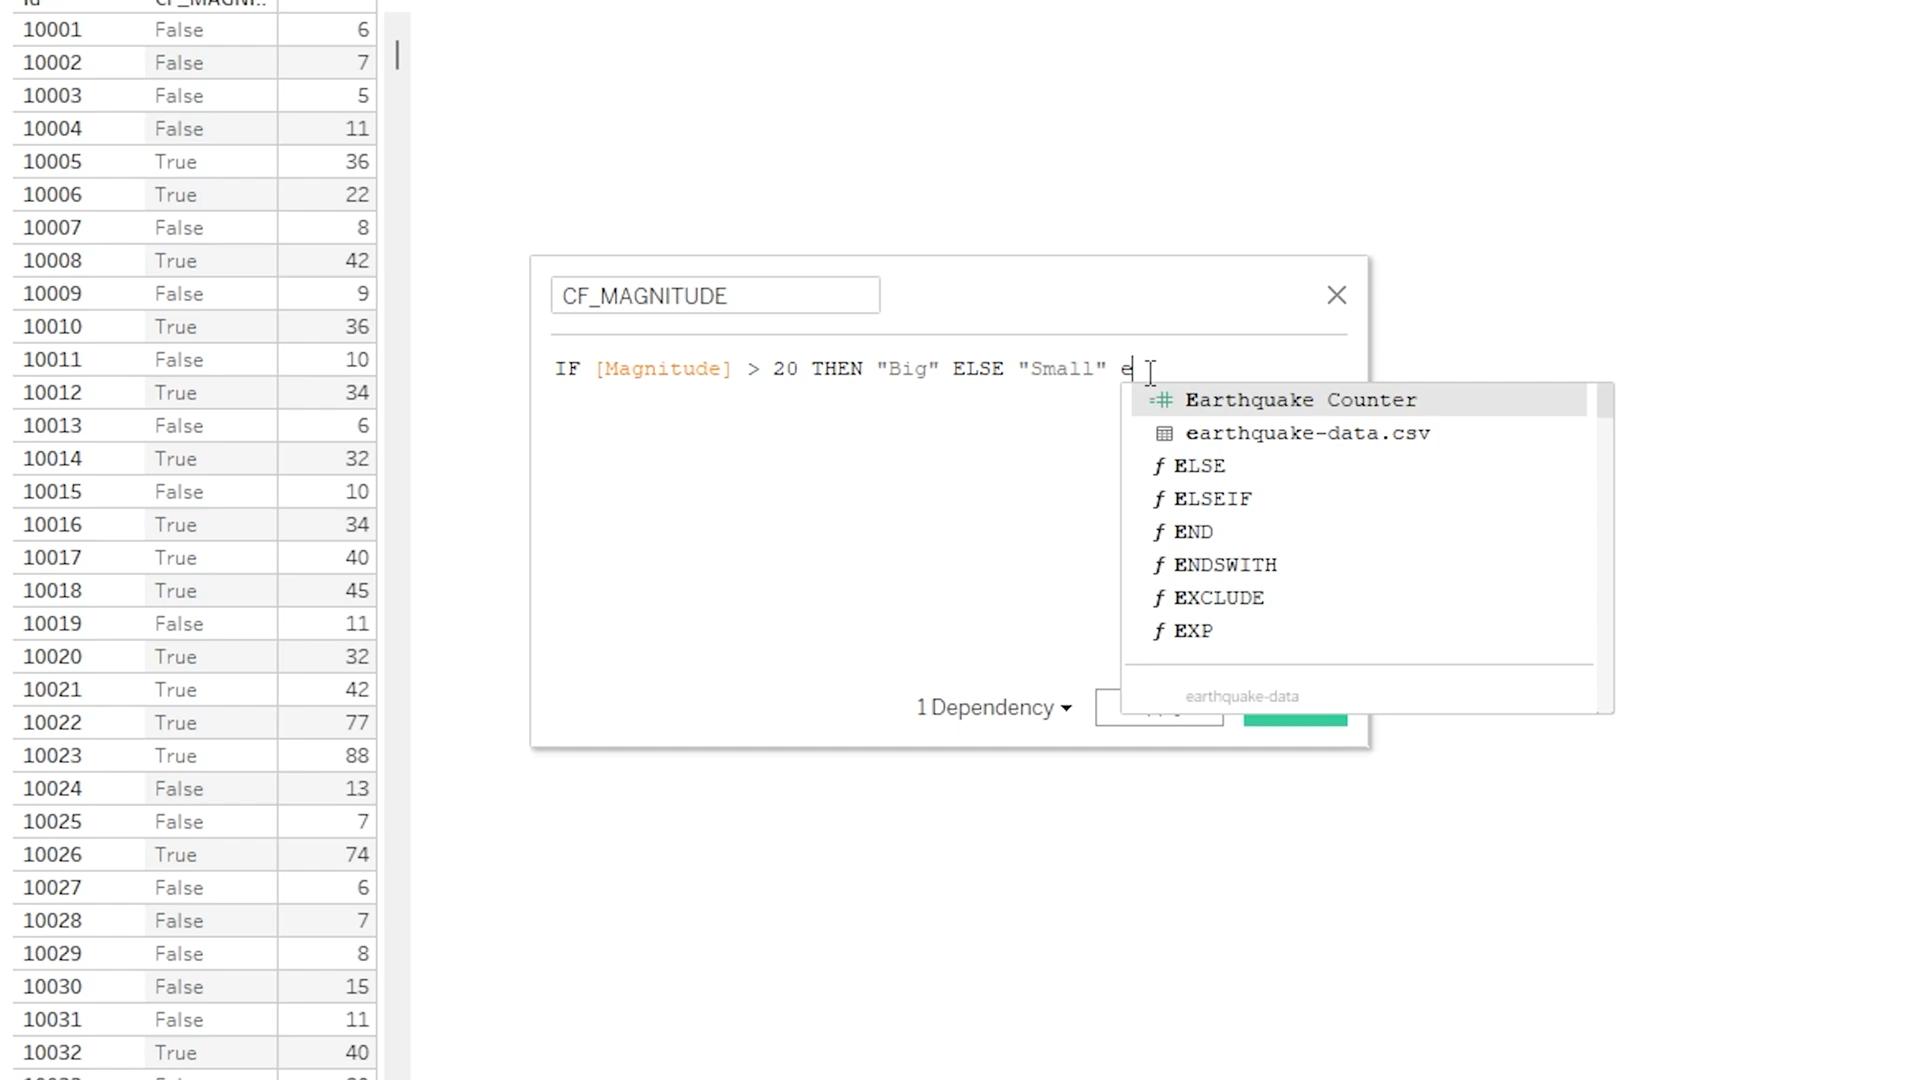 10001 False 6
10002 False 7
10003 False 5
10004 False 11
10005 True 36
10006 True 22
10007 False 8
10008 True 42
10009 False 9
10010 True 36
10011 False 10
10012 True 34
10013 False 6
10014 True 32
10015 False 10
10016 True 34
10017 True 40
10018 True 45
10019 False 11
10020 True 32
10021 True 42
10022 True 77
10023 True 88
10024 False 13
10025 False 7
10026 True 74
10027 False 6
10028 False 7
10029 False 8
10030 False 15
10031 False 11
10032 True 40
CF_MAGNITUDE
IF [Magnitude] > 20 THEN "Big" ELSE "Small" e
Earthquake Counter
earthquake-data.csv
ELSE
ELSEIF
END
ENDSWITH
EXCLUDE
EXP
earthquake-data
1 Dependency